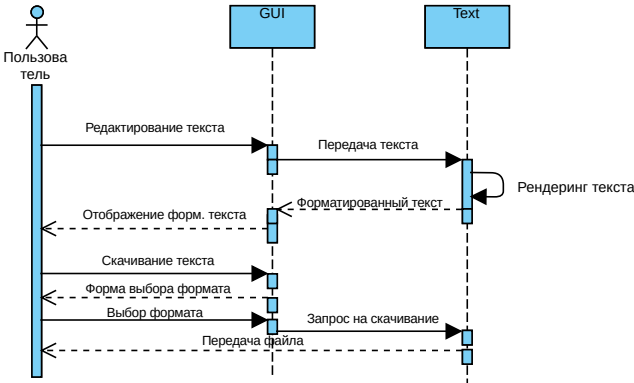 GUI
Text
Пользова
тель
Редактирование текста
Передача текста
Рендеринг текста
Форматированный текст
Отображение форм. текста
Скачивание текста
Форма выбора формата
Выбор формата
Запрос на скачивание
Передача файла